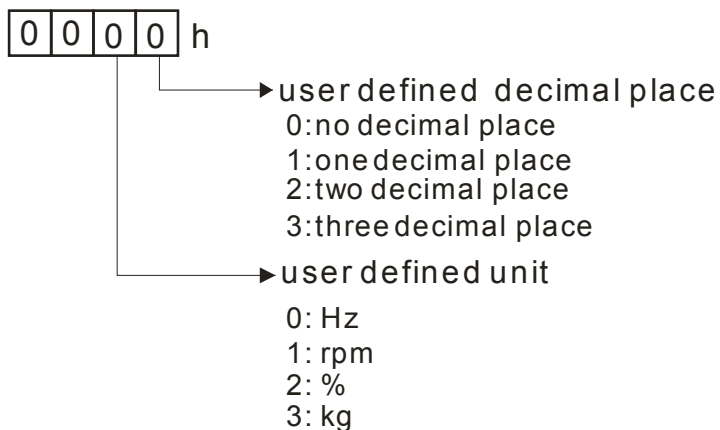 0 0 0 0 h
user defined decimal place
0:no decimal place
1:one decimal place
2:two decimal place
3:three decimal place
user defined unit
0: Hz
1: rpm
2: %
3: kg